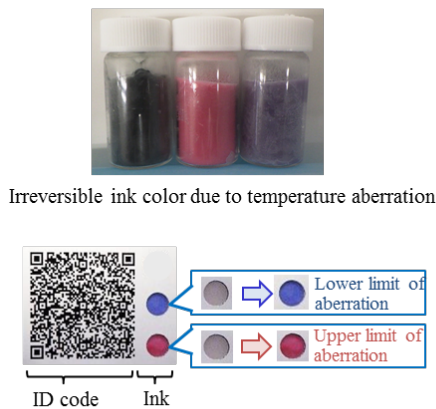 Irreversible ink color due to temperature aberration
Lower limit of
aberration
Upper limit of
aberration
ID code
Ink